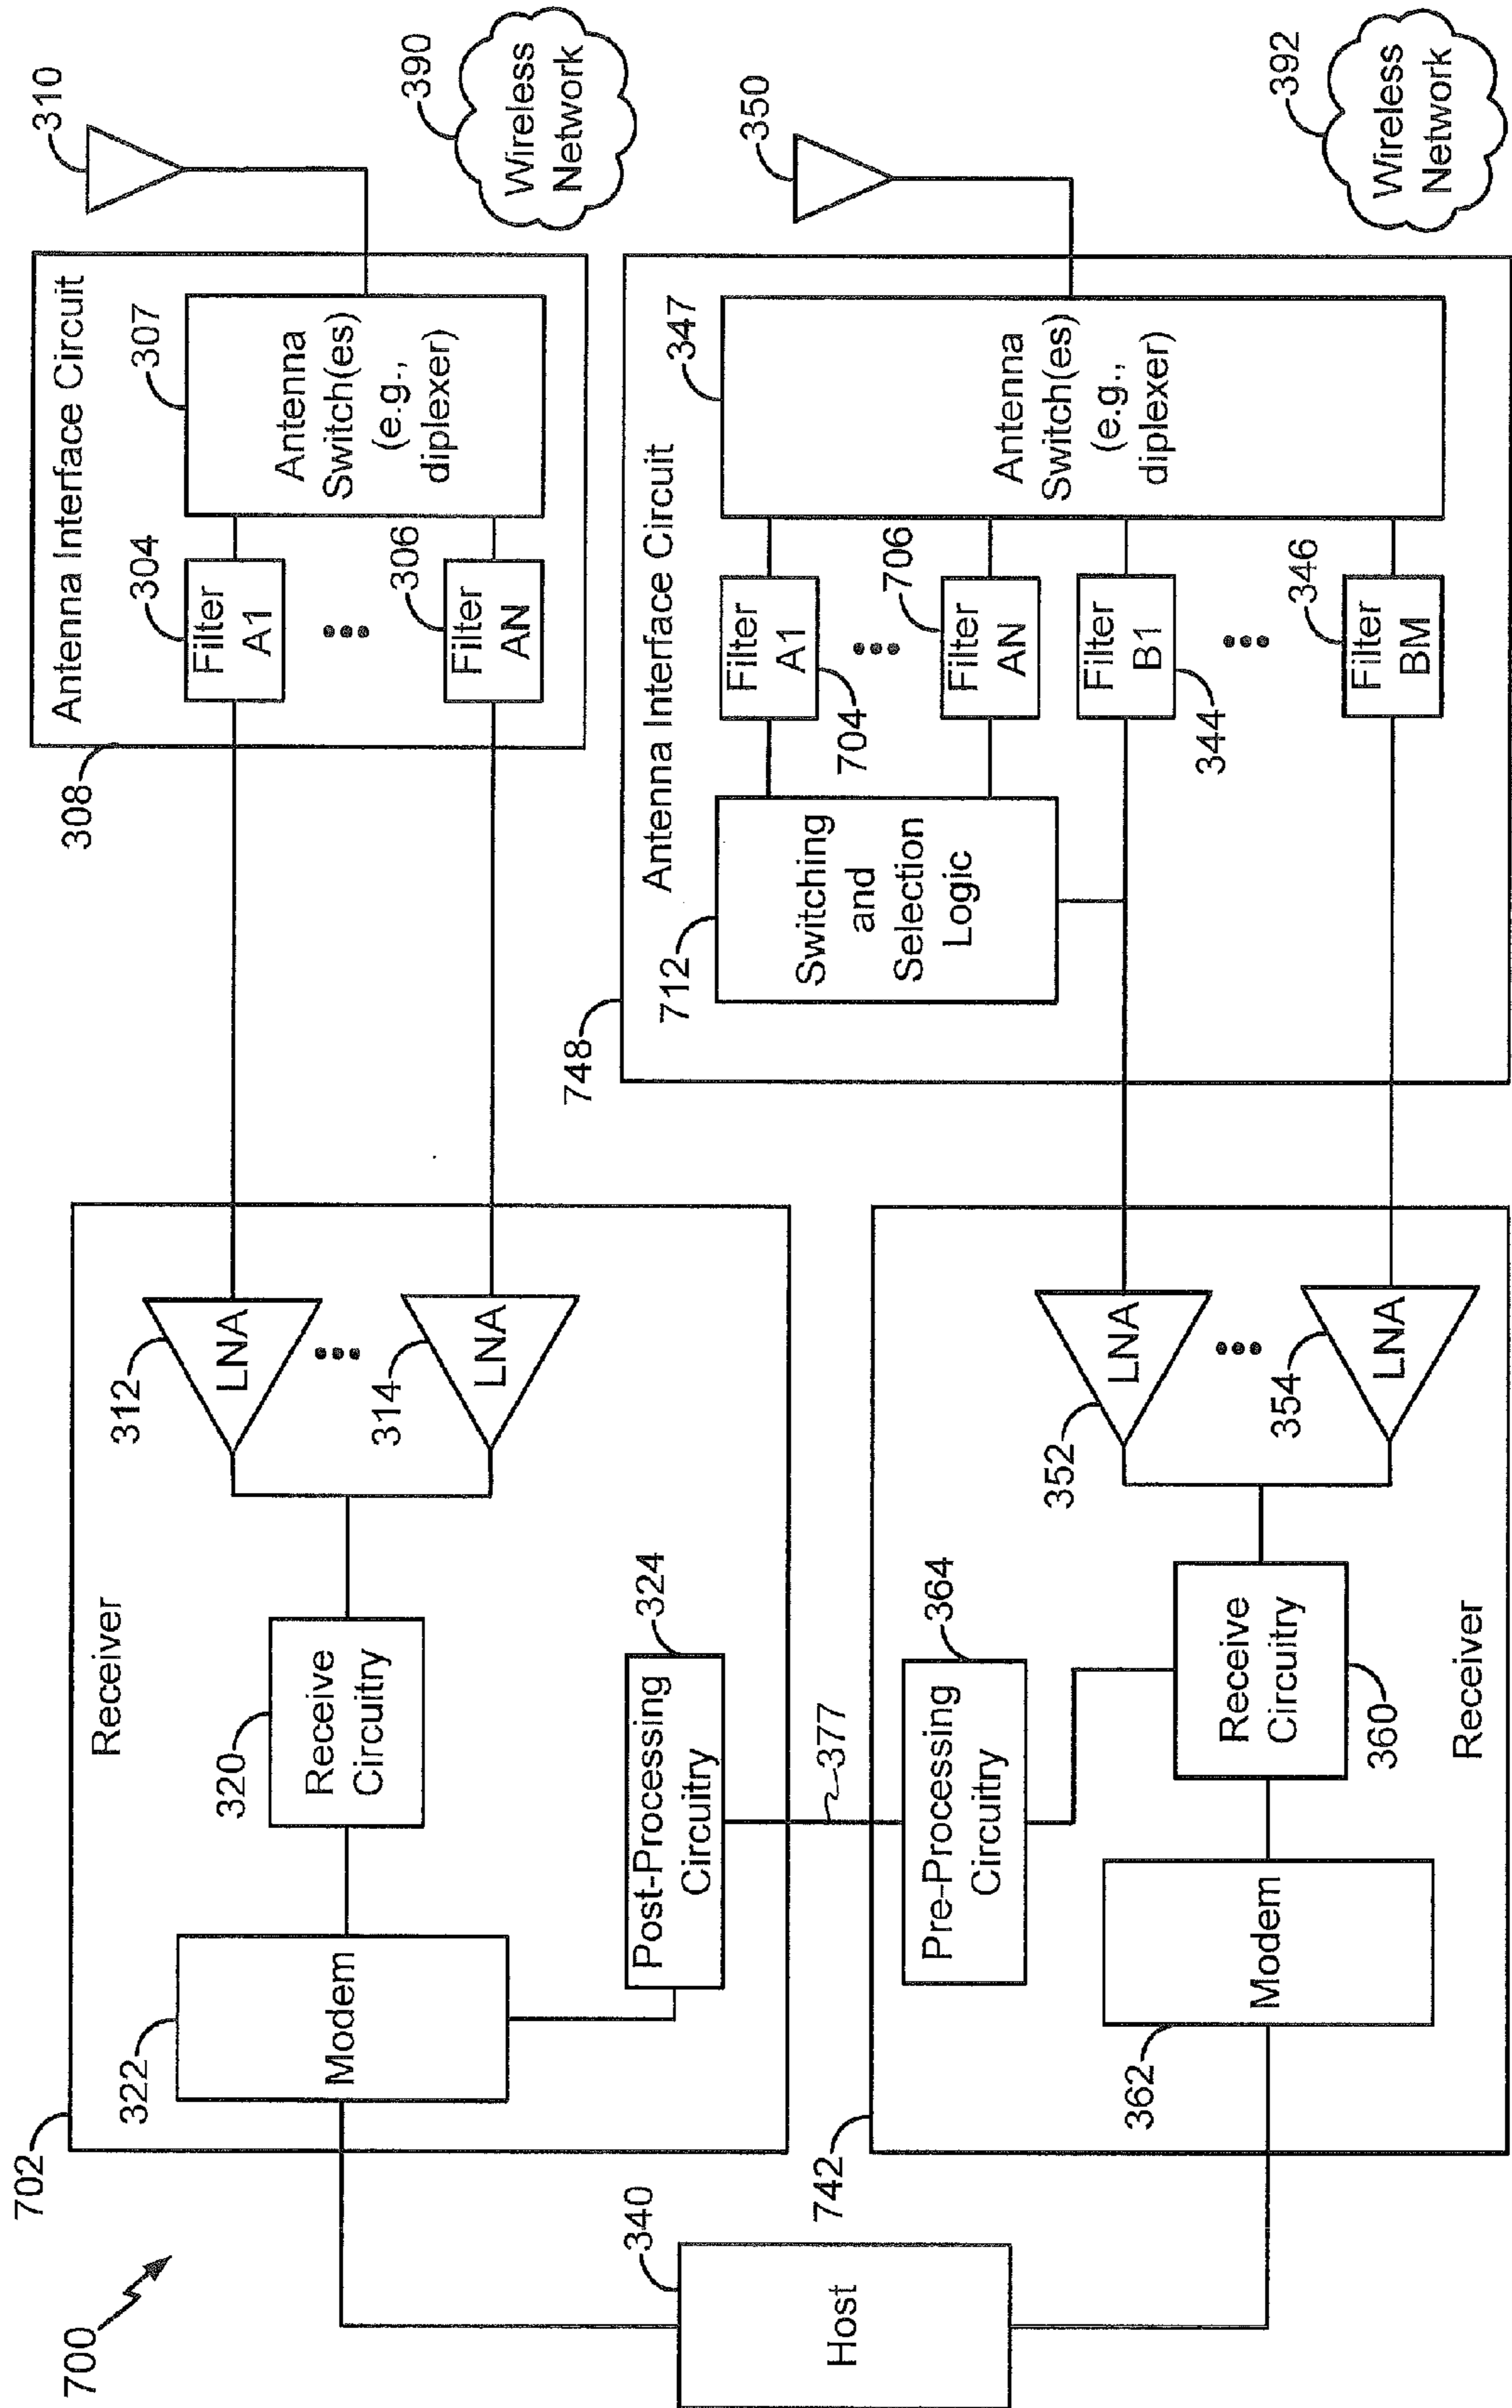 700
702
Receiver
322
Modem
320
Receive
Circuitry
312
LNA
314
LNA
Post-Processing
Circuitry
324
377
308
Antenna Interface Circuit
304
Filter
A1
306
Filter
AN
307
Antenna
Switch(es)
(e.g.,
diplexer)
310
390
Wireless
Network
340
Host
742
Pre-Processing
Circuitry
364
362
Modem
Receive
Circuitry
360
Receiver
352
LNA
354
LNA
748
Antenna Interface Circuit
712
Switching
and
Selection
Logic
Filter
A1
704
706
Filter
AN
Filter
B1
344
346
Filter
BM
347
Antenna
Switch(es)
(e.g.,
diplexer)
350
392
Wireless
Network